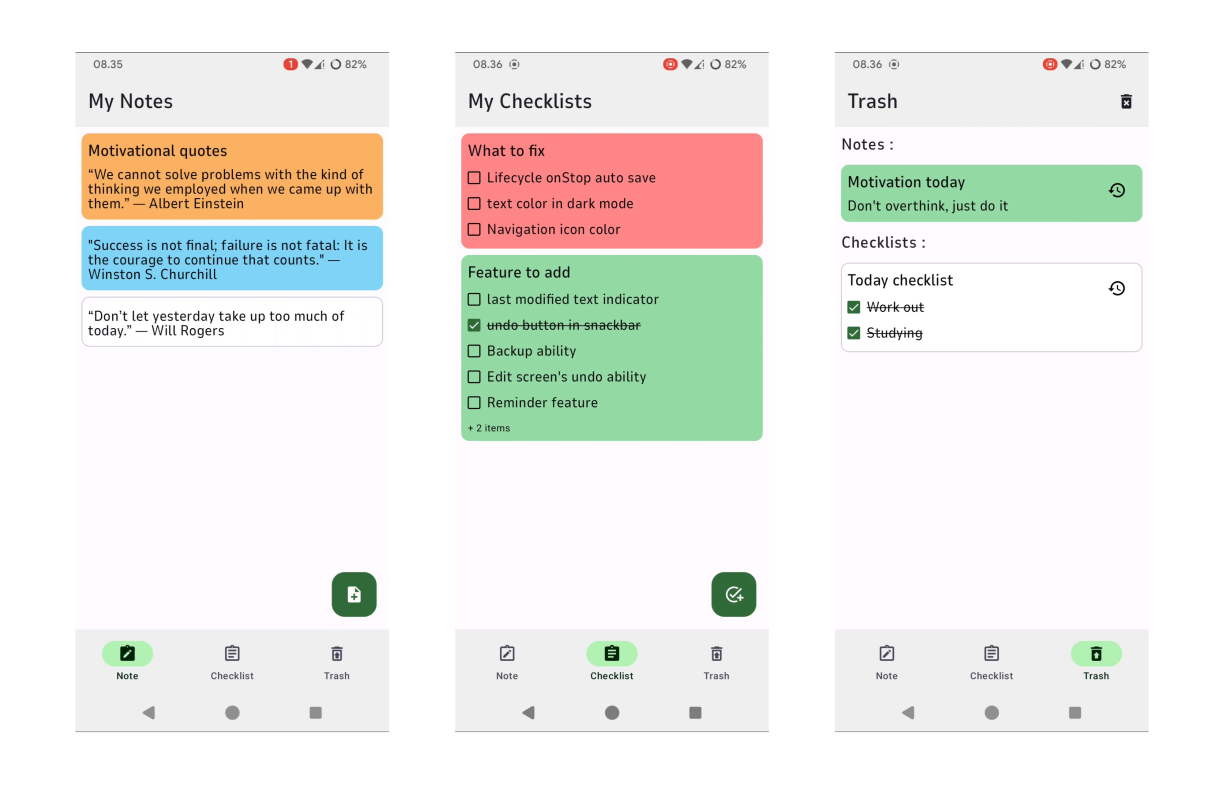 08.35
1
82%
My Notes
Motivational quotes
“We cannot solve problems with the kind of
thinking we employed when we came up with
them.” — Albert Einstein
"Success is not final; failure is not fatal: It is
the courage to continue that counts." —
Winston S. Churchill
“Don’t let yesterday take up too much of
today.” — Will Rogers
Note
Checklist
Trash
08.36
82%
My Checklists
What to fix
Lifecycle onStop auto save
text color in dark mode
Navigation icon color
Feature to add
last modified text indicator
undo button in snackbar
Backup ability
Edit screen's undo ability
Reminder feature
+ 2 items
Note
Checklist
Trash
08.36
82%
Trash
Notes :
Motivation today
Don't overthink, just do it
Checklists :
Today checklist
Work out
Studying
Note
Checklist
Trash